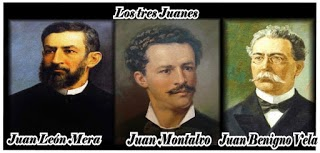 Los tres Juanes
Juan León Mera
Juan Montalvo
Juan Benigno Vela